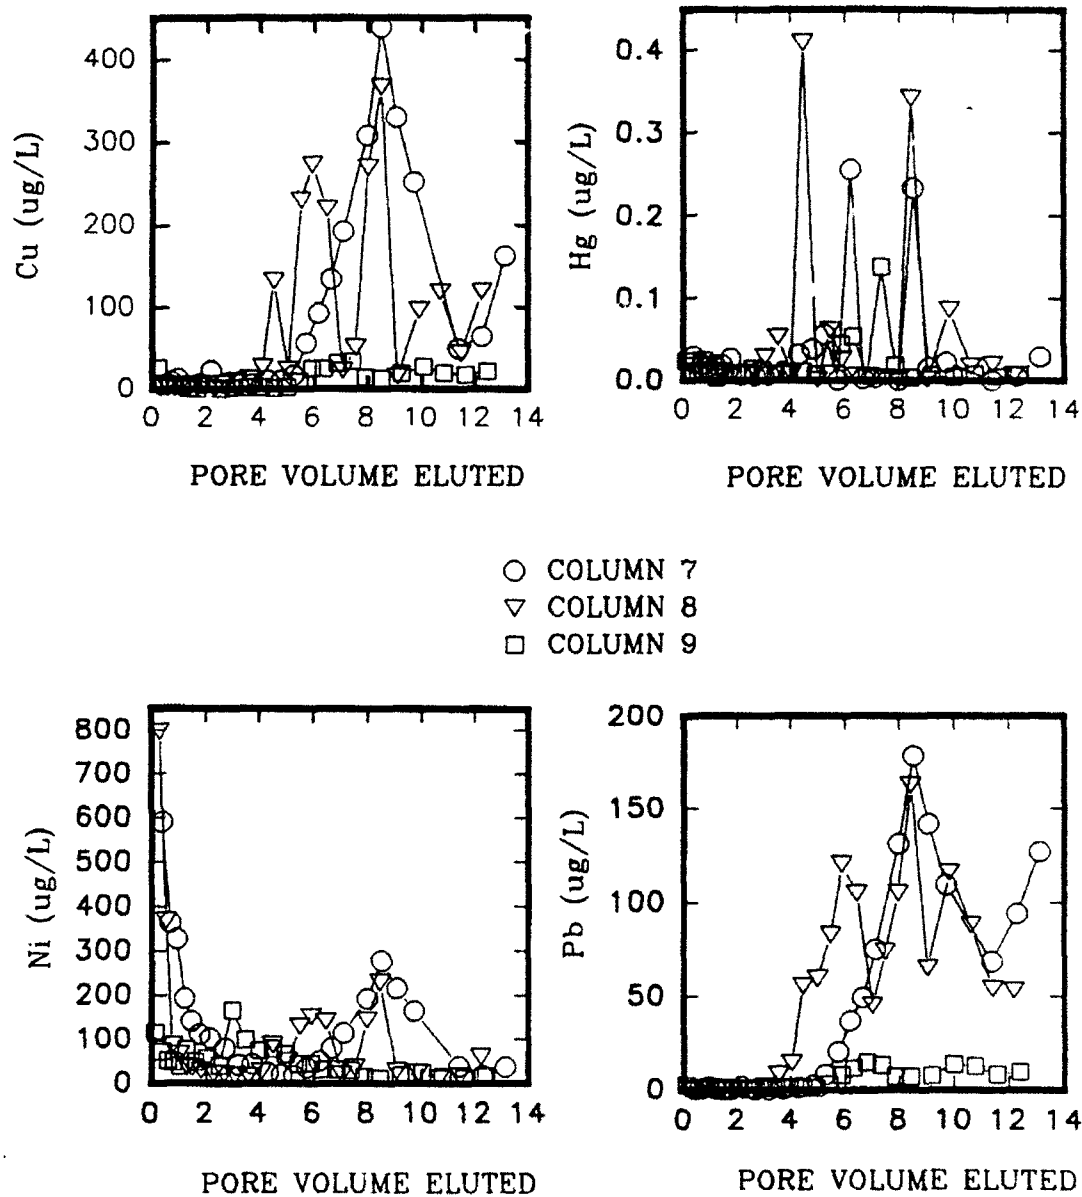 Cu (ug/L)
400
300
200
100
0
0 2 4 6 8 10 12 14
PORE VOLUME ELUTED
Hg (ug/L)
0.4
0.3
0.2
0.1
0.0
0 2 4 6 8 10 12 14
PORE VOLUME ELUTED
COLUMN 7
COLUMN 8
COLUMN 9
Ni (ug/L)
800
700
600
500
400
300
200
100
0
0 2 4 6 8 10 12 14
PORE VOLUME ELUTED
Pb (ug/L)
200
150
100
50
0
0 2 4 6 8 10 12 14
PORE VOLUME ELUTED